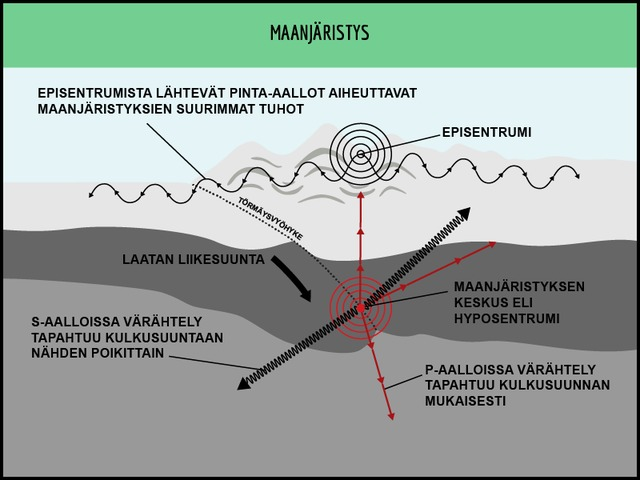 MAANJÄRISTYS
EPISENTRUMISTA LÄHTEVÄT PINTA-AALLOT AIHEUTTAVAT
MAANJÄRISTYKSIEN SUURIMMAT TUHOT
EPISENTRUMI
TÖRMÄYSVYÖHYKE
LAATAN LIIKESUUNTA
MAANJÄRISTYKSEN
KESKUS ELI
HYPOSENTRUMI
S-AALLOISSA VÄRÄHTELY
TAPAHTUU KULKUSUUNTAAN
NÄHDEN POIKITTAIN
P-AALLOISSA VÄRÄHTELY
TAPAHTUU KULKUSUUNNAN
MUKAISESTI